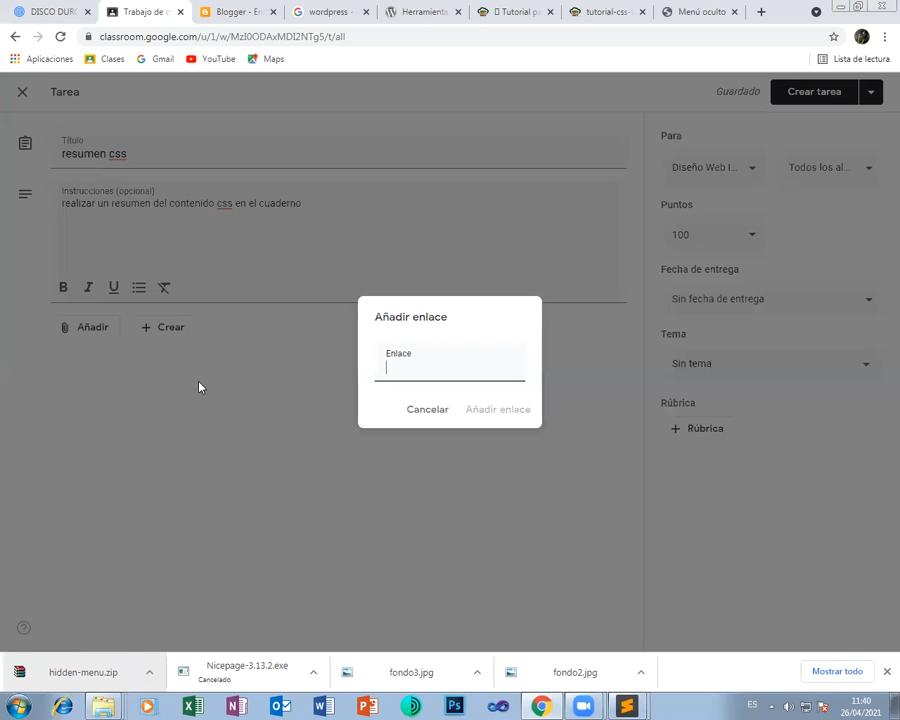 DISCO DURO
Trabajo de c
Blogger - En
wordpress -
Herramienta
Tutorial pa
tutorial-css-
Menú oculto
classroom.google.com/u/1/w/MzI0ODAxMDI2NTg5/t/all
Aplicaciones
Clases
Gmail
YouTube
Maps
Lista de lectura
Tarea
Guardado
Crear tarea
Título
resumen css
Instrucciones (opcional)
realizar un resumen del contenido css en el cuaderno
B I U
Añadir
Crear
Para
Diseño Web I...
Todos los al...
Puntos
100
Fecha de entrega
Sin fecha de entrega
Tema
Sin tema
Rúbrica
+ Rúbrica
Añadir enlace
Enlace
Cancelar
Añadir enlace
hidden-menu.zip
Nicepage-3.13.2.exe
Cancelado
fondo3.jpg
fondo2.jpg
Mostrar todo
ES
11:40
26/04/2021